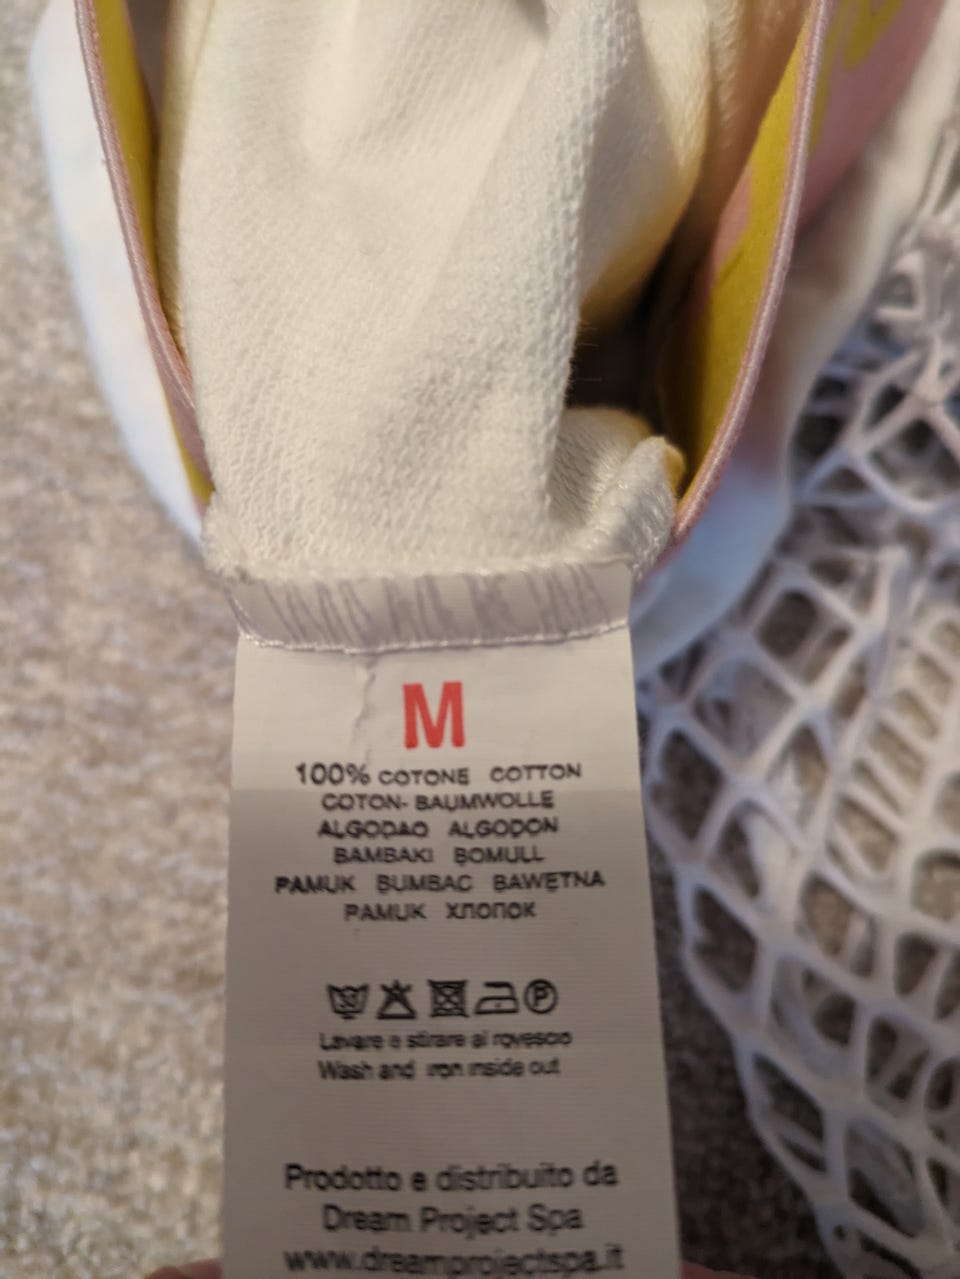 M
100% COTONE COTTON
COTON- BAUMWOLLE
ALGODAO ALGODON
BAMBAKI BOMULL
PAMUK BUMBAC BAWEŢNA
PAMUK ХЛОПОК
P
Lavare e stirare al rovescio
Wash and iron inside out
Prodotto e distribuito da
Dream Project Spa
www.dreamprojectspa.it